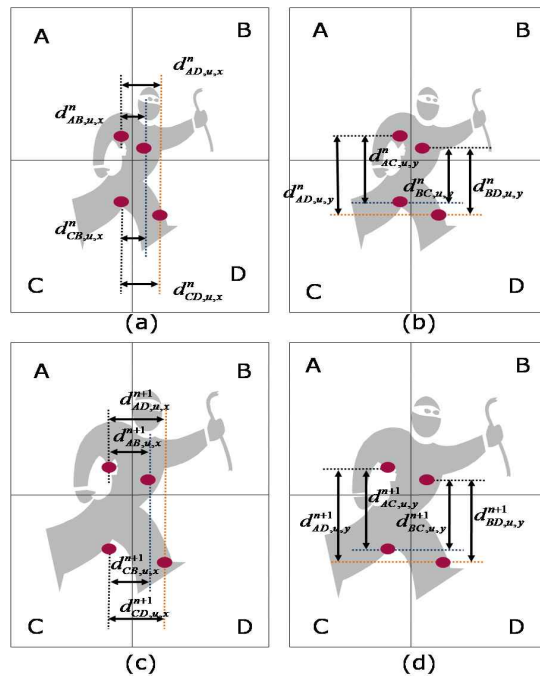 A B
d^n_{AD,u,x}
d^n_{AB,u,x}
d^n_{CB,u,x}
C D
d^n_{CD,u,x}
(a)
A B
d^n_{AC,u,y}
d^n_{AD,u,y} d^n_{BC,u,y} d^n_{BD,u,y}
C D
(b)
A B
d^{n+1}_{AD,u,x}
d^{n+1}_{AB,u,x}
d^{n+1}_{CB,u,x}
d^{n+1}_{CD,u,x}
C D
(c)
A B
d^{n+1}_{AC,u,y}
d^{n+1}_{AD,u,y} d^{n+1}_{BC,u,y} d^{n+1}_{BD,u,y}
C D
(d)